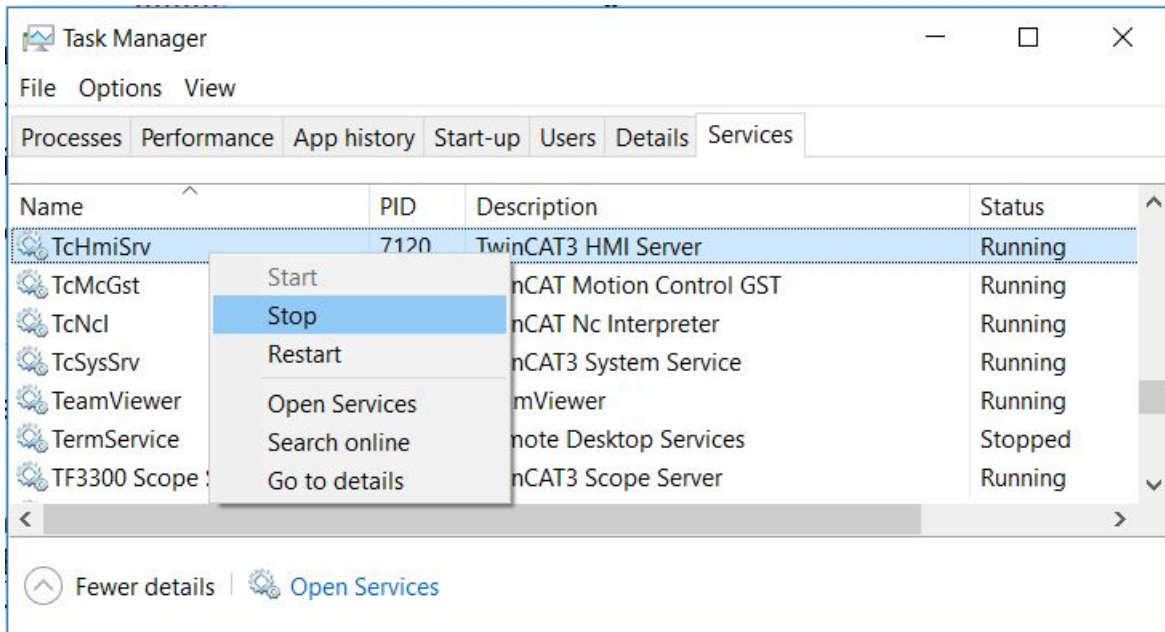 Task Manager
File Options View
Processes Performance App history Start-up Users Details Services
Name PID Description Status
TcHmiSrv 7120 TwinCAT3 HMI Server Running
TcMcGst nCAT Motion Control GST Running
TcNcI nCAT Nc Interpreter Running
TcSysSrv nCAT3 System Service Running
TeamViewer mViewer Running
TermService mote Desktop Services Stopped
TF3300 Scope nCAT3 Scope Server Running
Start
Stop
Restart
Open Services
Search online
Go to details
Fewer details Open Services